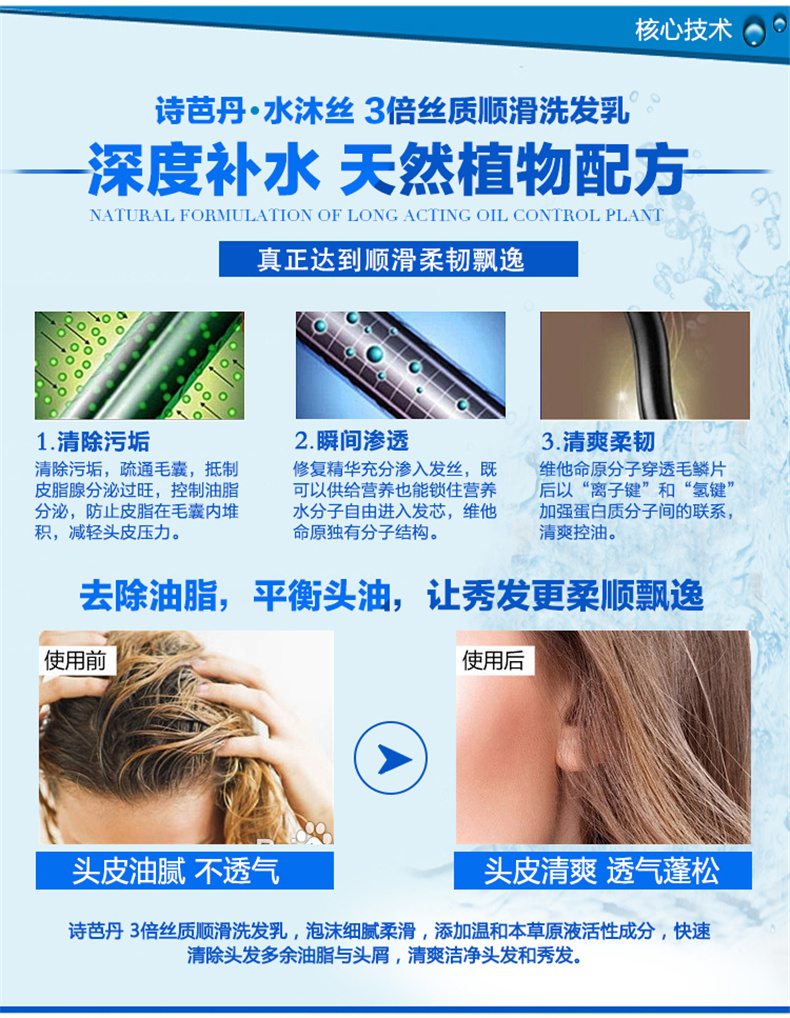 核心技术
诗芭丹·水沐丝 3倍丝质顺滑洗发乳
深度补水 天然植物配方
NATURAL FORMULATION OF LONG ACTING OIL CONTROL PLANT
真正达到顺滑柔韧飘逸
1.清除污垢
清除污垢，疏通毛囊，抵制
皮脂腺分泌过旺，控制油脂
分泌，防止皮脂在毛囊内堆
积，减轻头皮压力。
2.瞬间渗透
修复精华充分渗入发丝，既
可以供给营养也能锁住营养
水分子自由进入发芯，维他
命原独有分子结构。
3.清爽柔韧
维他命原分子穿透毛鳞片
后以“离子键”和“氢键”
加强蛋白质分子间的联系，
清爽控油。
去除油脂，平衡头油，让秀发更柔顺飘逸
使用前
使用后
头皮油腻 不透气
头皮清爽 透气蓬松
诗芭丹 3倍丝质顺滑洗发乳，泡沫细腻柔滑，添加温和本草原液活性成分，快速
清除头发多余油脂与头屑，清爽洁净头发和秀发。